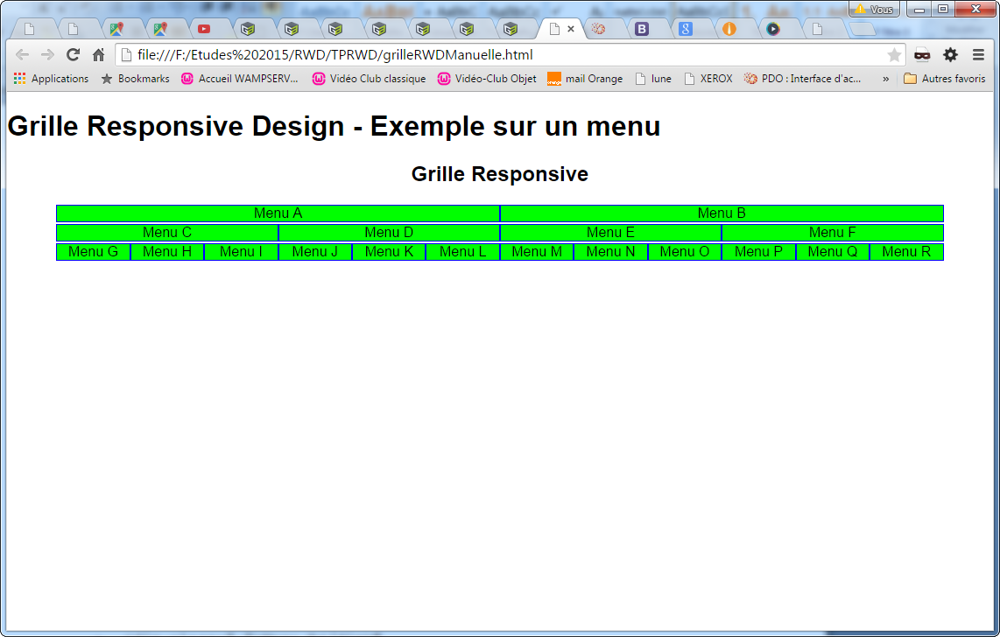 Vous
file:///F:/Etudes%202015/RWD/TPRWD/grilleRWDManuelle.html
Applications Bookmarks Accueil WAMPSERV... Vidéo Club classique Vidéo-Club Objet mail Orange lune XEROX PDO : Interface d'ac... » Autres favoris
Grille Responsive Design - Exemple sur un menu
Grille Responsive
Menu A Menu B
Menu C Menu D Menu E Menu F
Menu G Menu H Menu I Menu J Menu K Menu L Menu M Menu N Menu O Menu P Menu Q Menu R